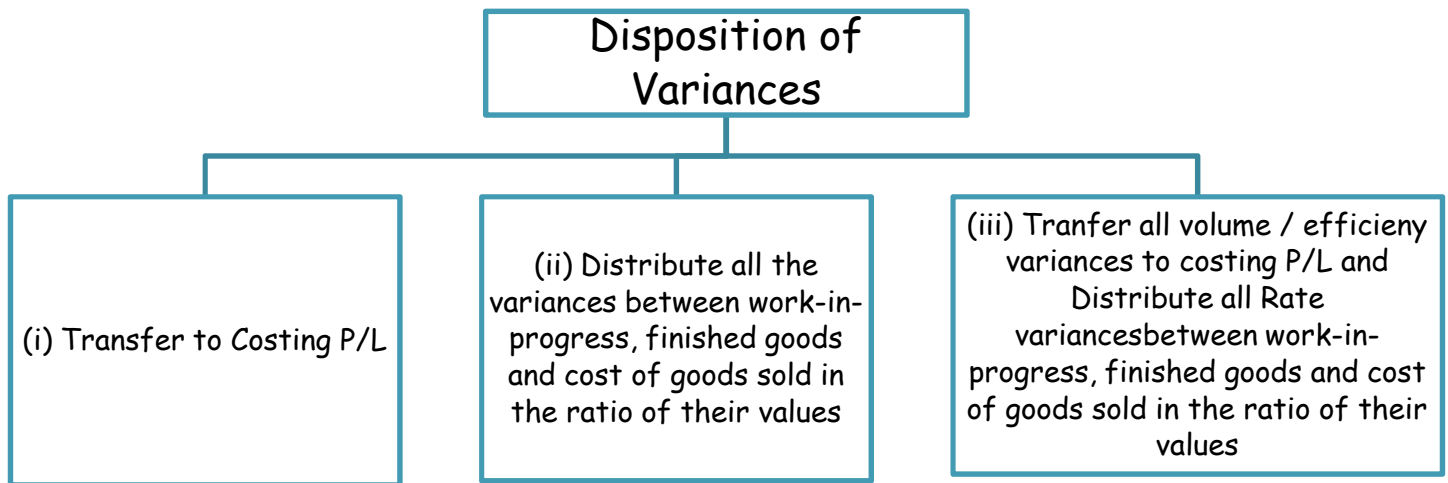 Disposition of
Variances
(i) Transfer to Costing P/L
(ii) Distribute all the
variances between work-in-
progress, finished goods
and cost of goods sold in
the ratio of their values
(iii) Tranfer all volume / efficieny
variances to costing P/L and
Distribute all Rate
variancesbetween work-in-
progress, finished goods and cost
of goods sold in the ratio of their
values